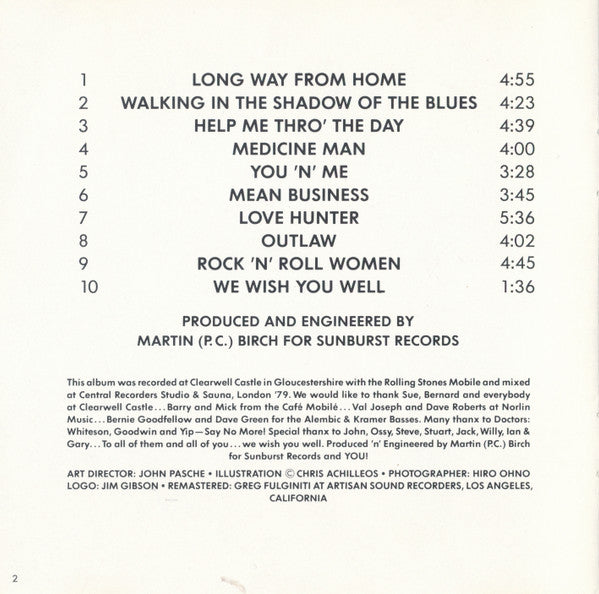 1 LONG WAY FROM HOME 4:55
2 WALKING IN THE SHADOW OF THE BLUES 4:23
3 HELP ME THRO' THE DAY 4:39
4 MEDICINE MAN 4:00
5 YOU 'N' ME 3:28
6 MEAN BUSINESS 3:45
7 LOVE HUNTER 5:36
8 OUTLAW 4:02
9 ROCK 'N' ROLL WOMEN 4:45
10 WE WISH YOU WELL 1:36
PRODUCED AND ENGINEERED BY
MARTIN (P.C.) BIRCH FOR SUNBURST RECORDS
This album was recorded at Clearwell Castle in Gloucestershire with the Rolling Stones Mobile and mixed
at Central Recorders Studio & Sauna, London '79. We would like to thank Sue, Bernard and everybody
at Clearwell Castle...Barry and Mick from the Café Mobilé...Val Joseph and Dave Roberts at Norlin
Music...Bernie Goodfellow and Dave Green for the Alembic & Kramer Basses. Many thanx to Doctors:
Whiteson, Goodwin and Yip—Say No More! Special thanx to John, Ossy, Steve, Stuart, Jack, Willy, Ian &
Gary...To all of them and all of you...we wish you well. Produced 'n' Engineered by Martin (P.C.) Birch
for Sunburst Records and YOU!
ART DIRECTOR: JOHN PASCHE • ILLUSTRATION © CHRIS ACHILLEOS • PHOTOGRAPHER: HIRO OHNO
LOGO: JIM GIBSON • REMASTERED: GREG FULGINITI AT ARTISAN SOUND RECORDERS, LOS ANGELES,
CALIFORNIA
2